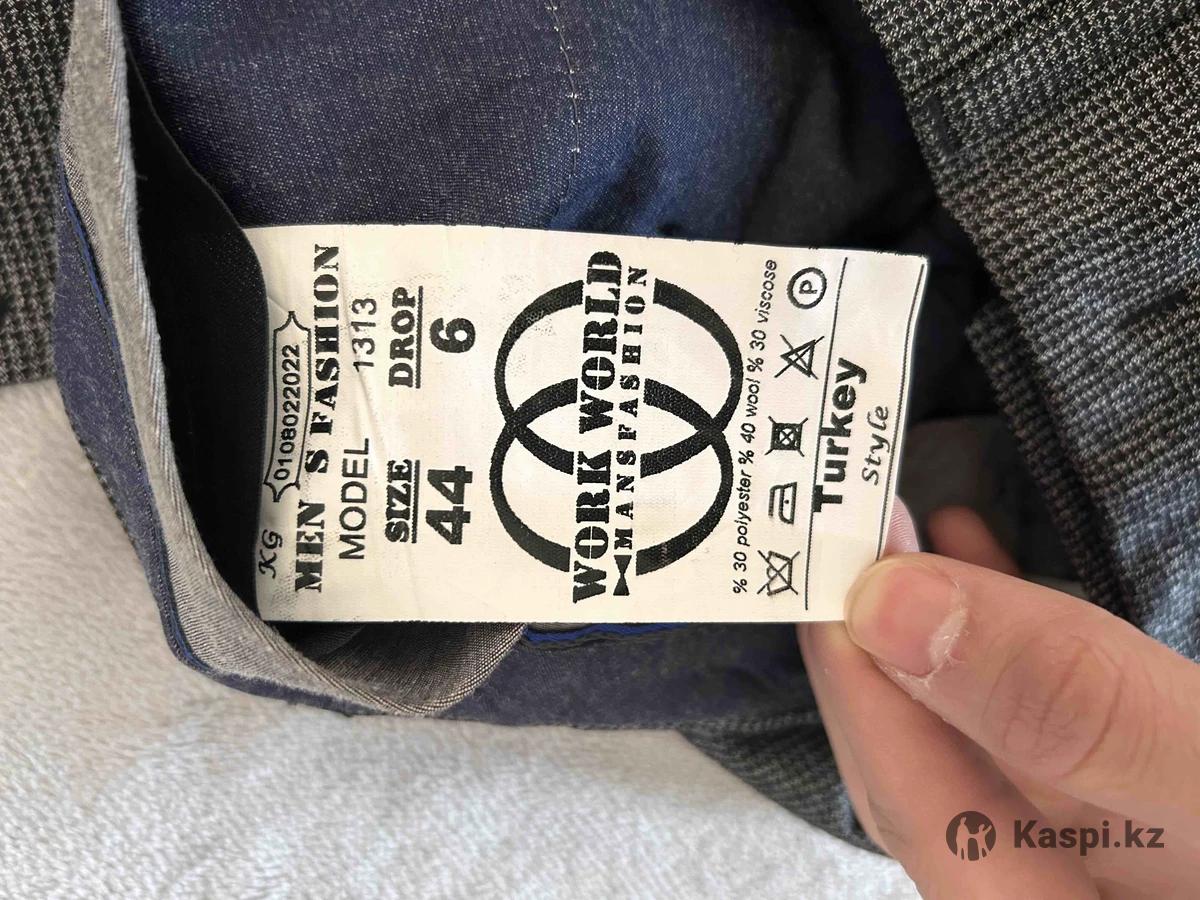 KG
01080222022
MEN'S FASHION
MODEL 1313
SIZE DROP
44 6
WORK WORLD
MANSFASHION
% 30 polyester % 40 wool % 30 viscose
P
Turkey
Style
Kaspi.kz